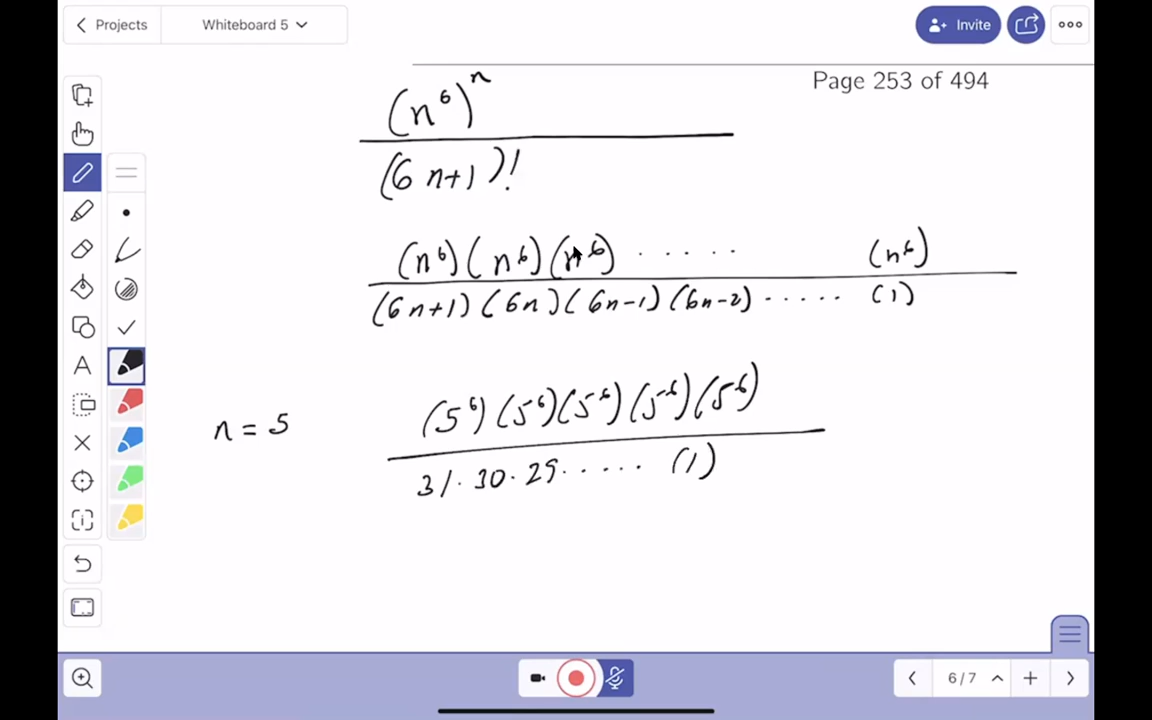 Projects
Whiteboard 5
Invite
Page 253 of 494
(n⁶)ⁿ
(6n+1)!
(n⁶)(n⁶)(n⁶) ...... (n⁶)
(6n+1)(6n)(6n-1)(6n-2) ..... (1)
n = 5
(5⁶)(5⁶)(5⁶)(5⁶)(5⁶)
31.30.29...... (1)
A
6/7